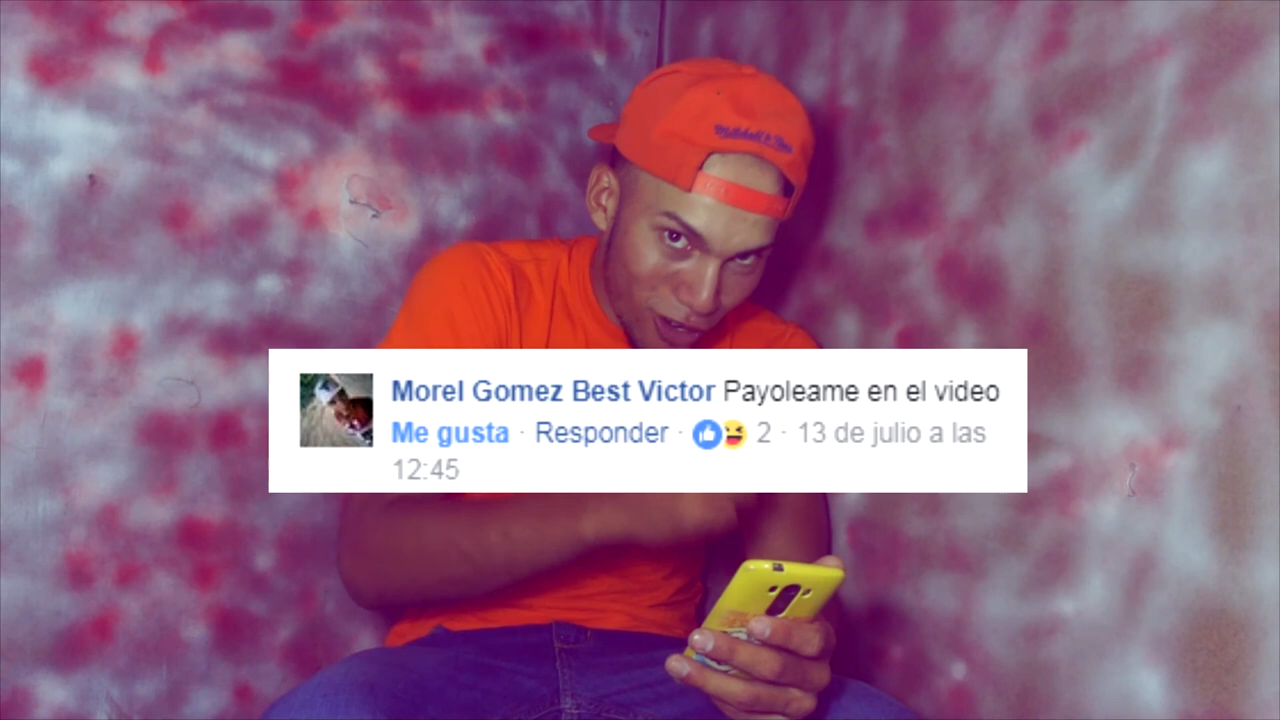 Morel Gomez Best Victor Payoleame en el video
Me gusta · Responder · 2 · 13 de julio a las
12:45